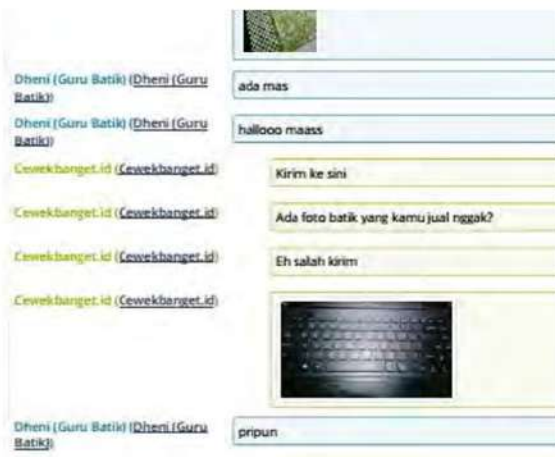 Dheni (Guru Batik) (Dheni (Guru
Batik))
ada mas
Dheni (Guru Batik) (Dheni (Guru
Batik))
hallooo maass
Cewekbanget.id (Cewekbanget.id)
Kirim ke sini
Cewekbanget.id (Cewekbanget.id)
Ada foto batik yang kamu jual nggak?
Cewekbanget.id (Cewekbanget.id)
Eh salah kirim
Cewekbanget.id (Cewekbanget.id)
Dheni (Guru Batik) (Dheni (Guru
Batik))
pripun